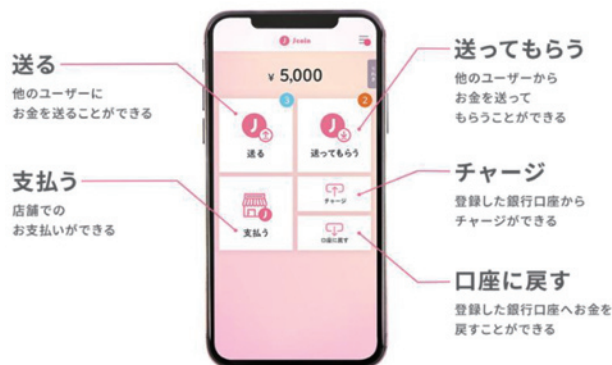 送る
他のユーザーに
お金を送ることができる
支払う
店舗での
お支払いができる
J Jcoin
¥ 5,000
3
2
J
送る
J
送ってもらう
J
支払う
チャージ
口座に戻す
送ってもらう
他のユーザーから
お金を送って
もらうことができる
チャージ
登録した銀行口座から
チャージができる
口座に戻す
登録した銀行口座へお金を
戻すことができる